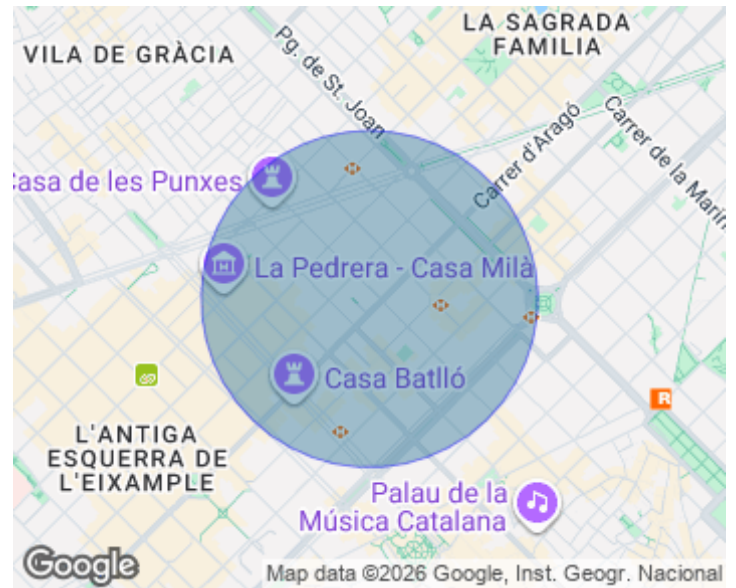 LA SAGRADA
FAMILIA
VILA DE GRÀCIA
Pg. de St. Joan
Carrer d'Aragó
Carrer de la Marin
asa de les Punxes
La Pedrera - Casa Milà
Casa Batlló
R
L'ANTIGA
ESQUERRA DE
L'EIXAMPLE
Palau de la
Música Catalana
Google
Map data ©2026 Google, Inst. Geogr. Nacional